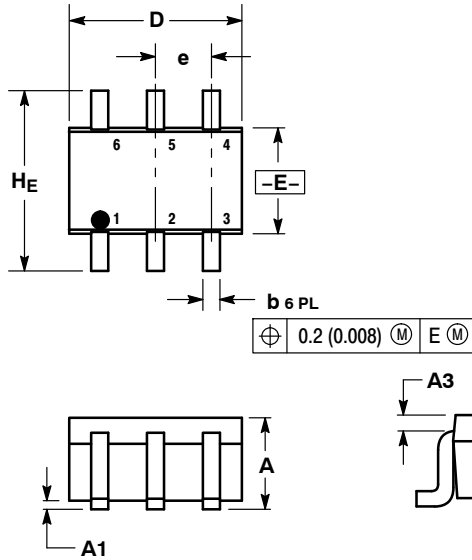 D
e
6 5 4
HE
–E–
1 2 3
b 6 PL
⌖ 0.2 (0.008) Ⓜ E Ⓜ
A3
A
A1